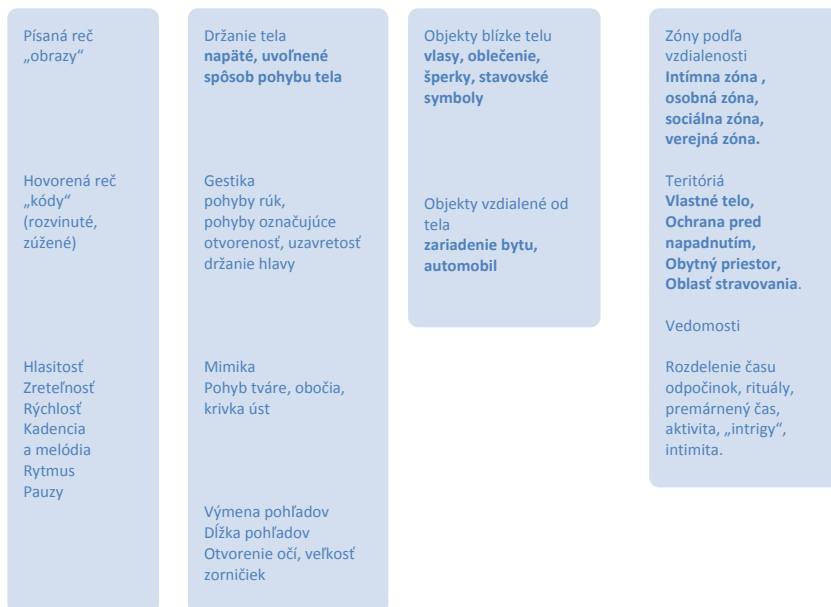 Písaná reč
„obrazy“
Hovorená reč
„kódy“
(rozvinuté,
zúžené)
Hlasitosť
Zreteľnosť
Rýchlosť
Kadencia
a melódia
Rytmus
Pauzy
Držanie tela
napäté, uvoľnené
spôsob pohybu tela
Gestika
pohyby rúk,
pohyby označujúce
otvorenosť, uzavretosť
držanie hlavy
Mimika
Pohyb tváre, obočia,
krivka úst
Výmena pohľadov
Dĺžka pohľadov
Otvorenie očí, veľkosť
zorničiek
Objekty blízke telu
vlasy, oblečenie,
šperky, stavovské
symboly
Objekty vzdialené od
tela
zariadenie bytu,
automobil
Zóny podľa
vzdialenosti
Intímna zóna ,
osobná zóna,
sociálna zóna,
verejná zóna.
Teritóriá
Vlastné telo,
Ochrana pred
napadnutím,
Obytný priestor,
Oblasť stravovania.
Vedomosti
Rozdelenie času
odpočinok, rituály,
premárnený čas,
aktivita, „intrigy“,
intimita.